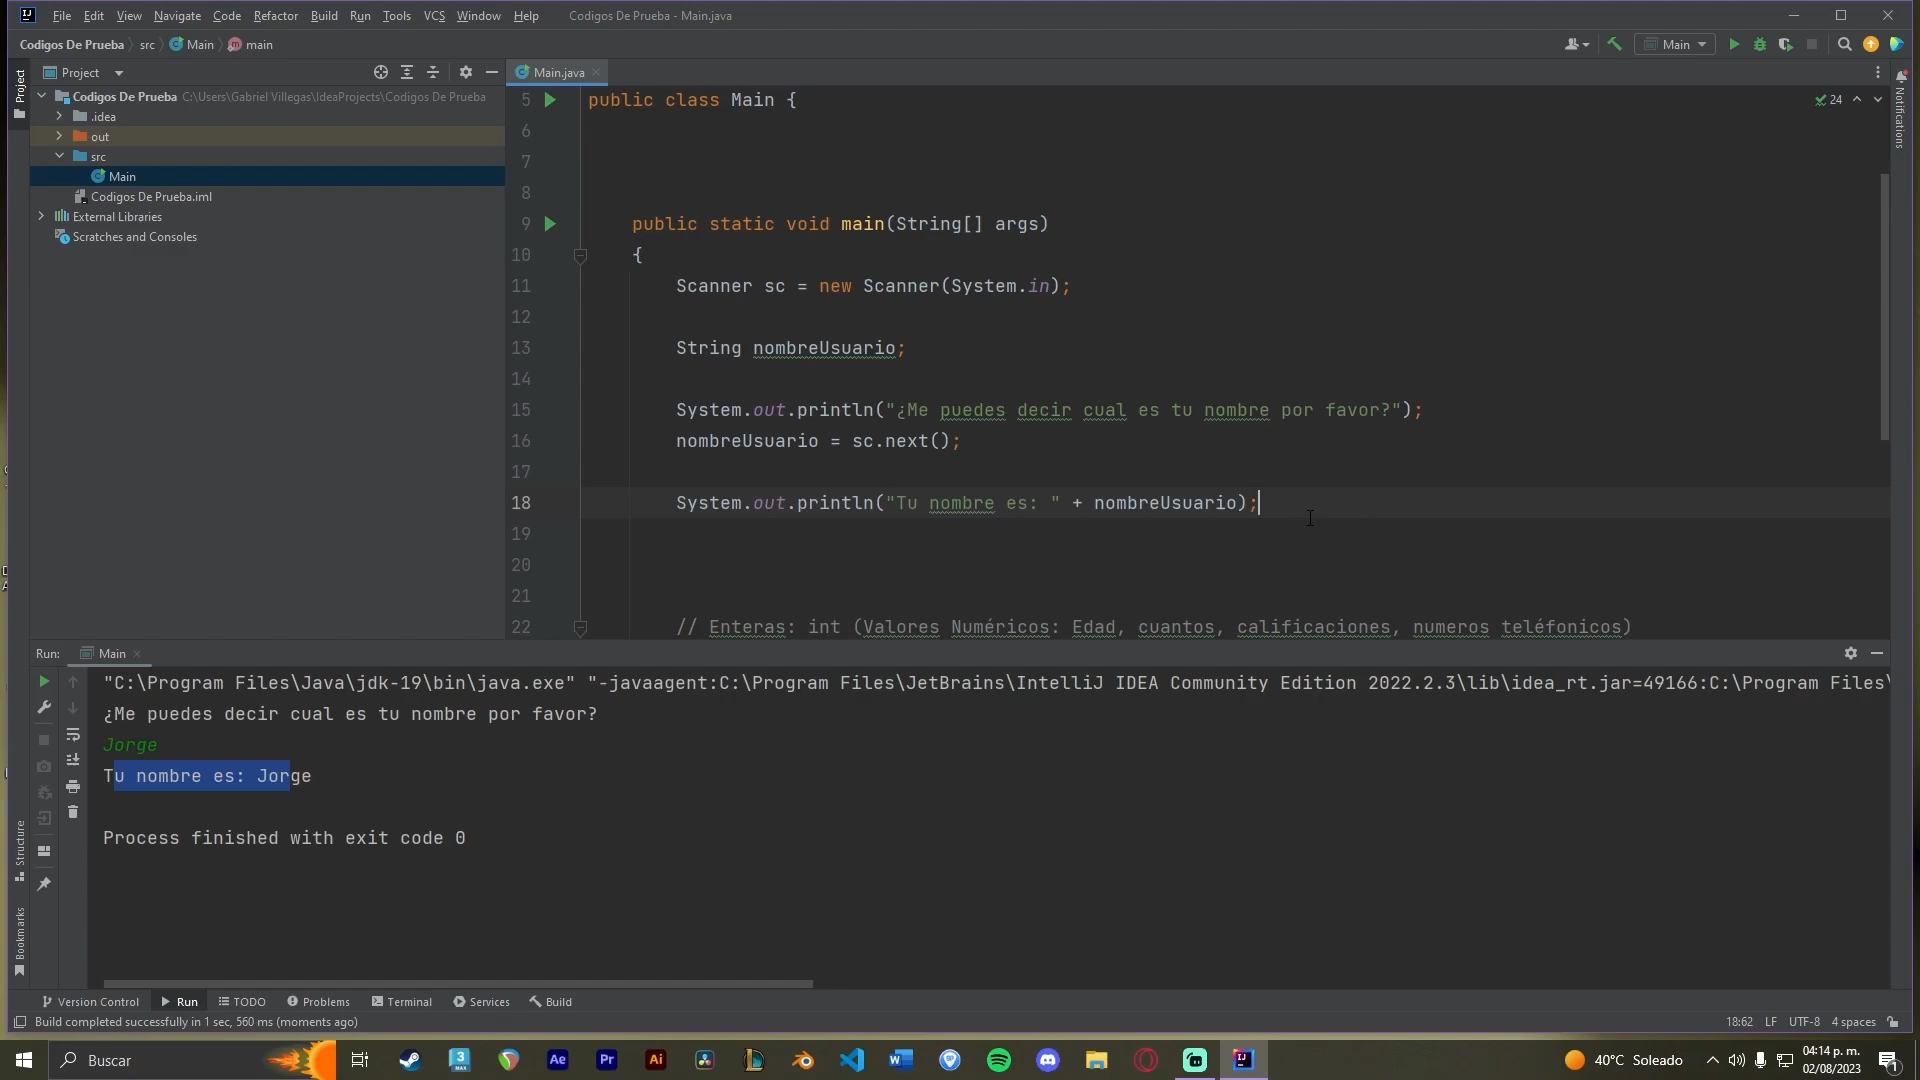 File Edit View Navigate Code Refactor Build Run Tools VCS Window Help Codigos De Prueba - Main.java
Codigos De Prueba src Main main
Main
Project
Main.java
Codigos De Prueba C:\Users\Gabriel Villegas\IdeaProjects\Codigos De Prueba
.idea
out
src
Main
Codigos De Prueba.iml
External Libraries
Scratches and Consoles
Project
Structure
Bookmarks
Notifications
24
5 public class Main {
6
7
8
9 public static void main(String[] args)
10 {
11 Scanner sc = new Scanner(System.in);
12
13 String nombreUsuario;
14
15 System.out.println("¿Me puedes decir cual es tu nombre por favor?");
16 nombreUsuario = sc.next();
17
18 System.out.println("Tu nombre es: " + nombreUsuario);
19
20
21
22 // Enteras: int (Valores Numéricos: Edad, cuantos, calificaciones, numeros teléfonicos)
Run: Main
"C:\Program Files\Java\jdk-19\bin\java.exe" "-javaagent:C:\Program Files\JetBrains\IntelliJ IDEA Community Edition 2022.2.3\lib\idea_rt.jar=49166:C:\Program Files\
¿Me puedes decir cual es tu nombre por favor?
Jorge
Tu nombre es: Jorge
Process finished with exit code 0
Version Control Run TODO Problems Terminal Services Build
Build completed successfully in 1 sec, 560 ms (moments ago)
18:62 LF UTF-8 4 spaces
Buscar
40°C Soleado
04:14 p. m.
02/08/2023